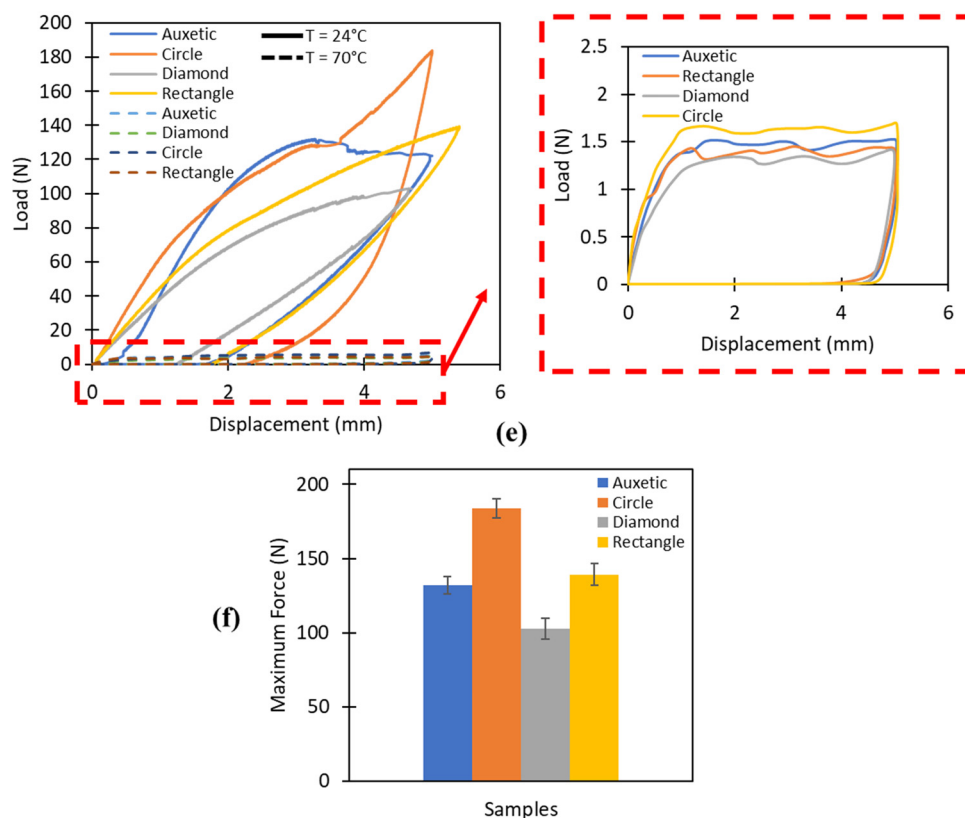 200
180
160
140
120
100
80
60
40
20
0
Load (N)
Auxetic
Circle
Diamond
Rectangle
Auxetic
Diamond
Circle
Rectangle
T = 24°C
T = 70°C
0 2 4 6
Displacement (mm)
2.5
2
1.5
1
0.5
0
Load (N)
Auxetic
Rectangle
Diamond
Circle
0 2 4 6
Displacement (mm)
(e)
200
150
100
50
0
Maximum Force (N)
Auxetic
Circle
Diamond
Rectangle
(f)
Samples